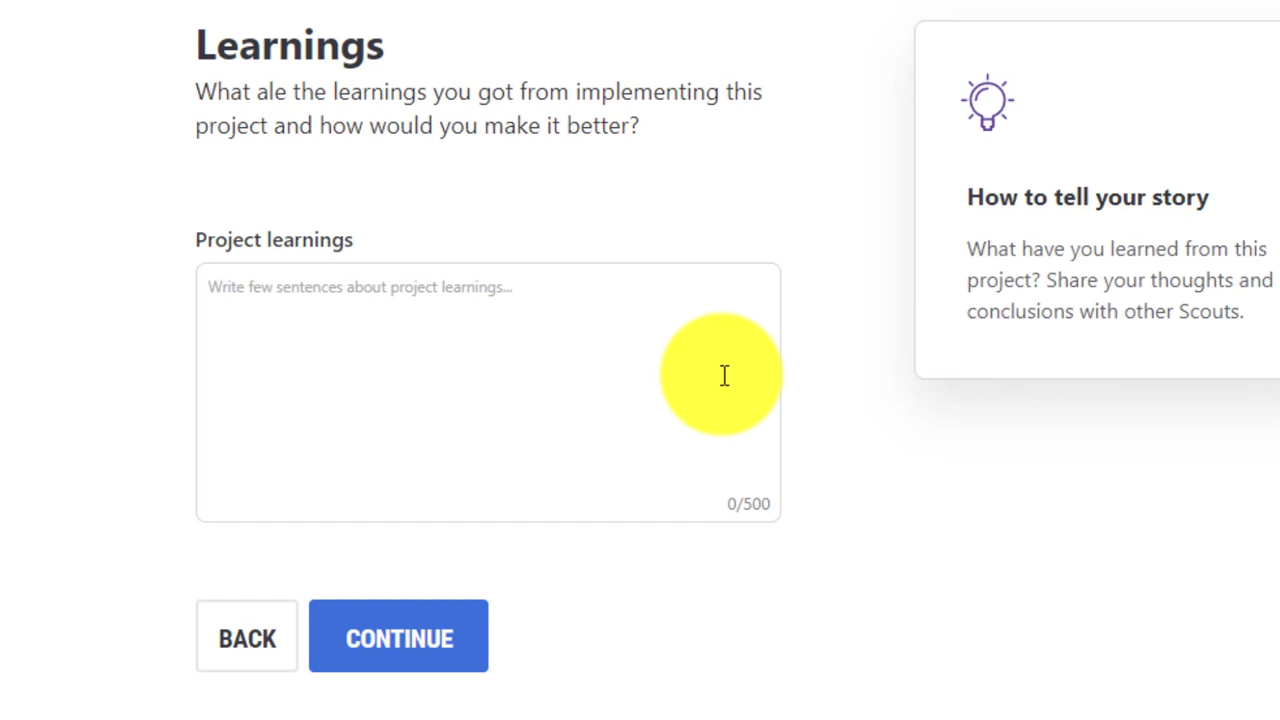 Learnings
What ale the learnings you got from implementing this
project and how would you make it better?
Project learnings
Write few sentences about project learnings...
0/500
BACK
CONTINUE
How to tell your story
What have you learned from this
project? Share your thoughts and
conclusions with other Scouts.